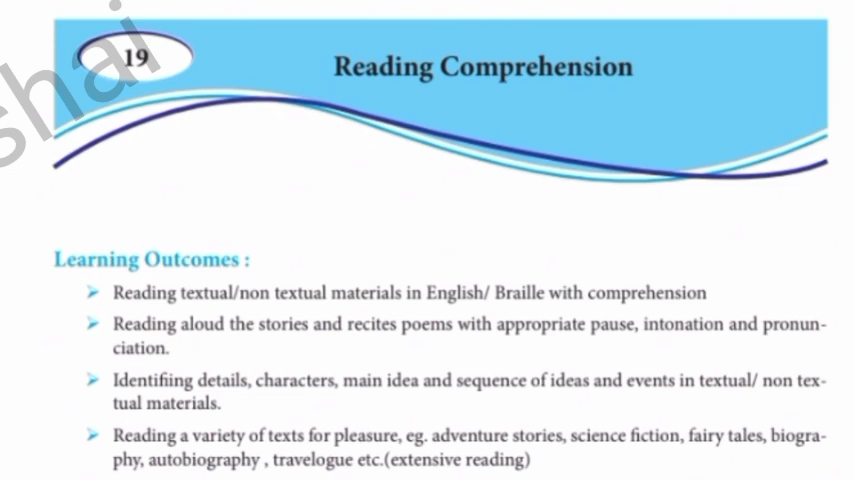 19
Reading Comprehension
Learning Outcomes :
Reading textual/non textual materials in English/ Braille with comprehension
Reading aloud the stories and recites poems with appropriate pause, intonation and pronun-
ciation.
Identifiing details, characters, main idea and sequence of ideas and events in textual/ non tex-
tual materials.
Reading a variety of texts for pleasure, eg. adventure stories, science fiction, fairy tales, biogra-
phy, autobiography , travelogue etc.(extensive reading)
shai